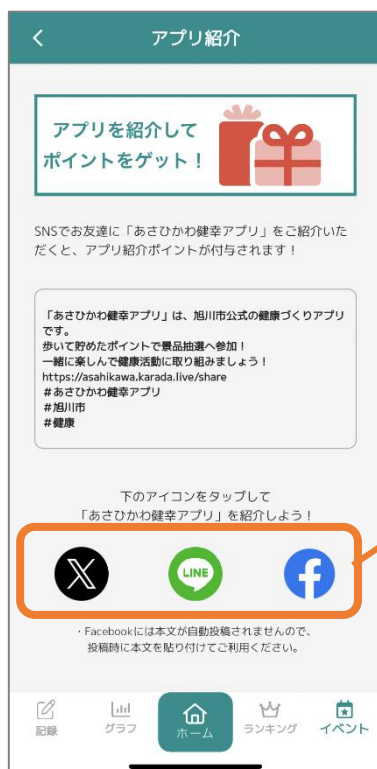 アプリ紹介
アプリを紹介して
ポイントをゲット！
SNSでお友達に「あさひかわ健幸アプリ」をご紹介いた
だくと、アプリ紹介ポイントが付与されます！
「あさひかわ健幸アプリ」は、旭川市公式の健康づくりアプリ
です。
歩いて貯めたポイントで景品抽選へ参加！
一緒に楽しんで健康活動に取り組みましょう！
https://asahikawa.karada.live/share
#あさひかわ健幸アプリ
#旭川市
#健康
下のアイコンをタップして
「あさひかわ健幸アプリ」を紹介しよう！
X LINE f
・Facebookには本文が自動投稿されませんので、
投稿時に本文を貼り付けてご利用ください。
記録 グラフ ホーム ランキング イベント